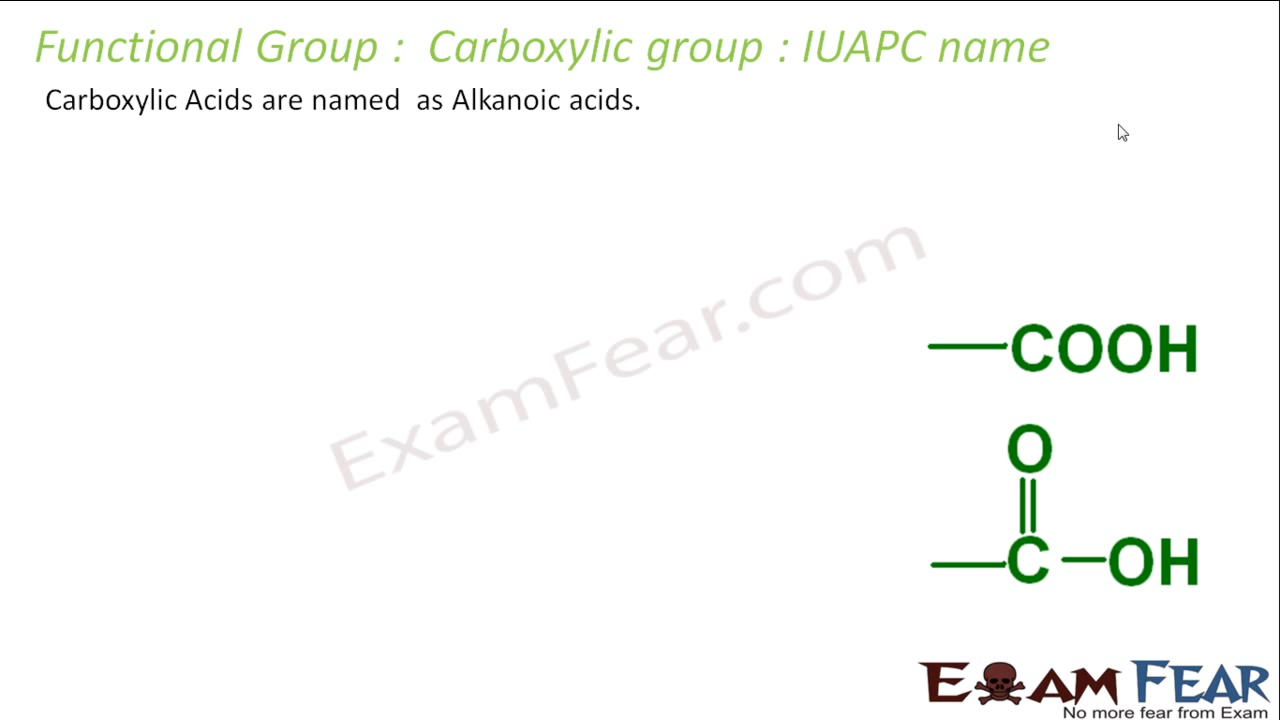 Functional Group : Carboxylic group : IUAPC name
Carboxylic Acids are named as Alkanoic acids.
ExamFear.com
—COOH
O
||
—C—OH
EXAM FEAR
No more fear from Exam